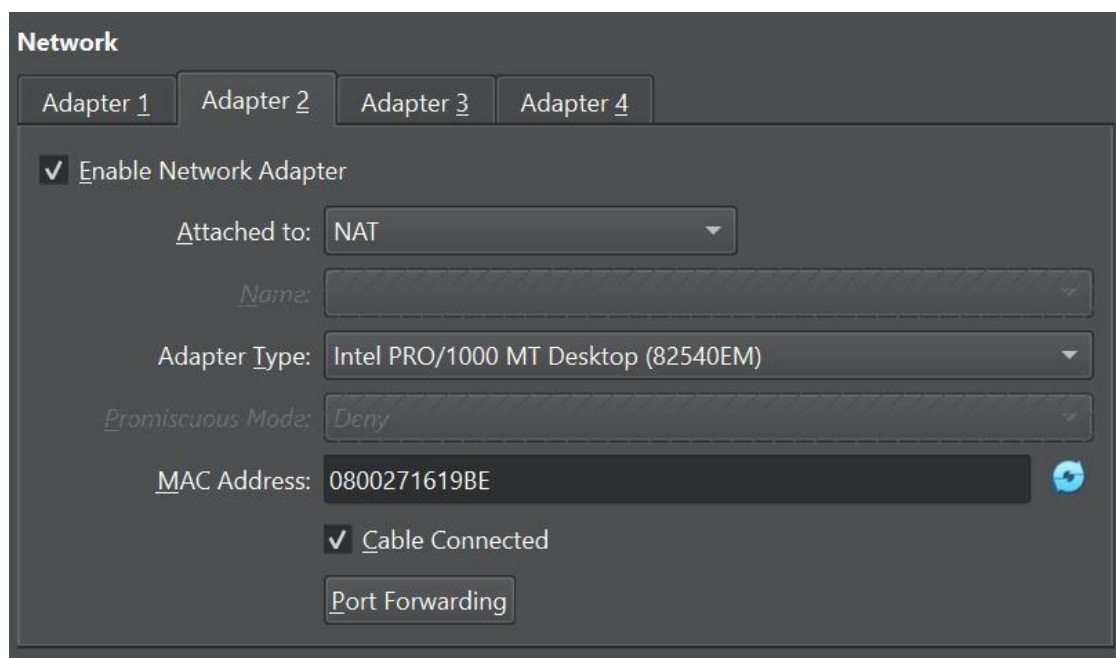 Network
Adapter 1 Adapter 2 Adapter 3 Adapter 4
Enable Network Adapter
Attached to: NAT
Name:
Adapter Type: Intel PRO/1000 MT Desktop (82540EM)
Promiscuous Mode: Deny
MAC Address: 0800271619BE
Cable Connected
Port Forwarding